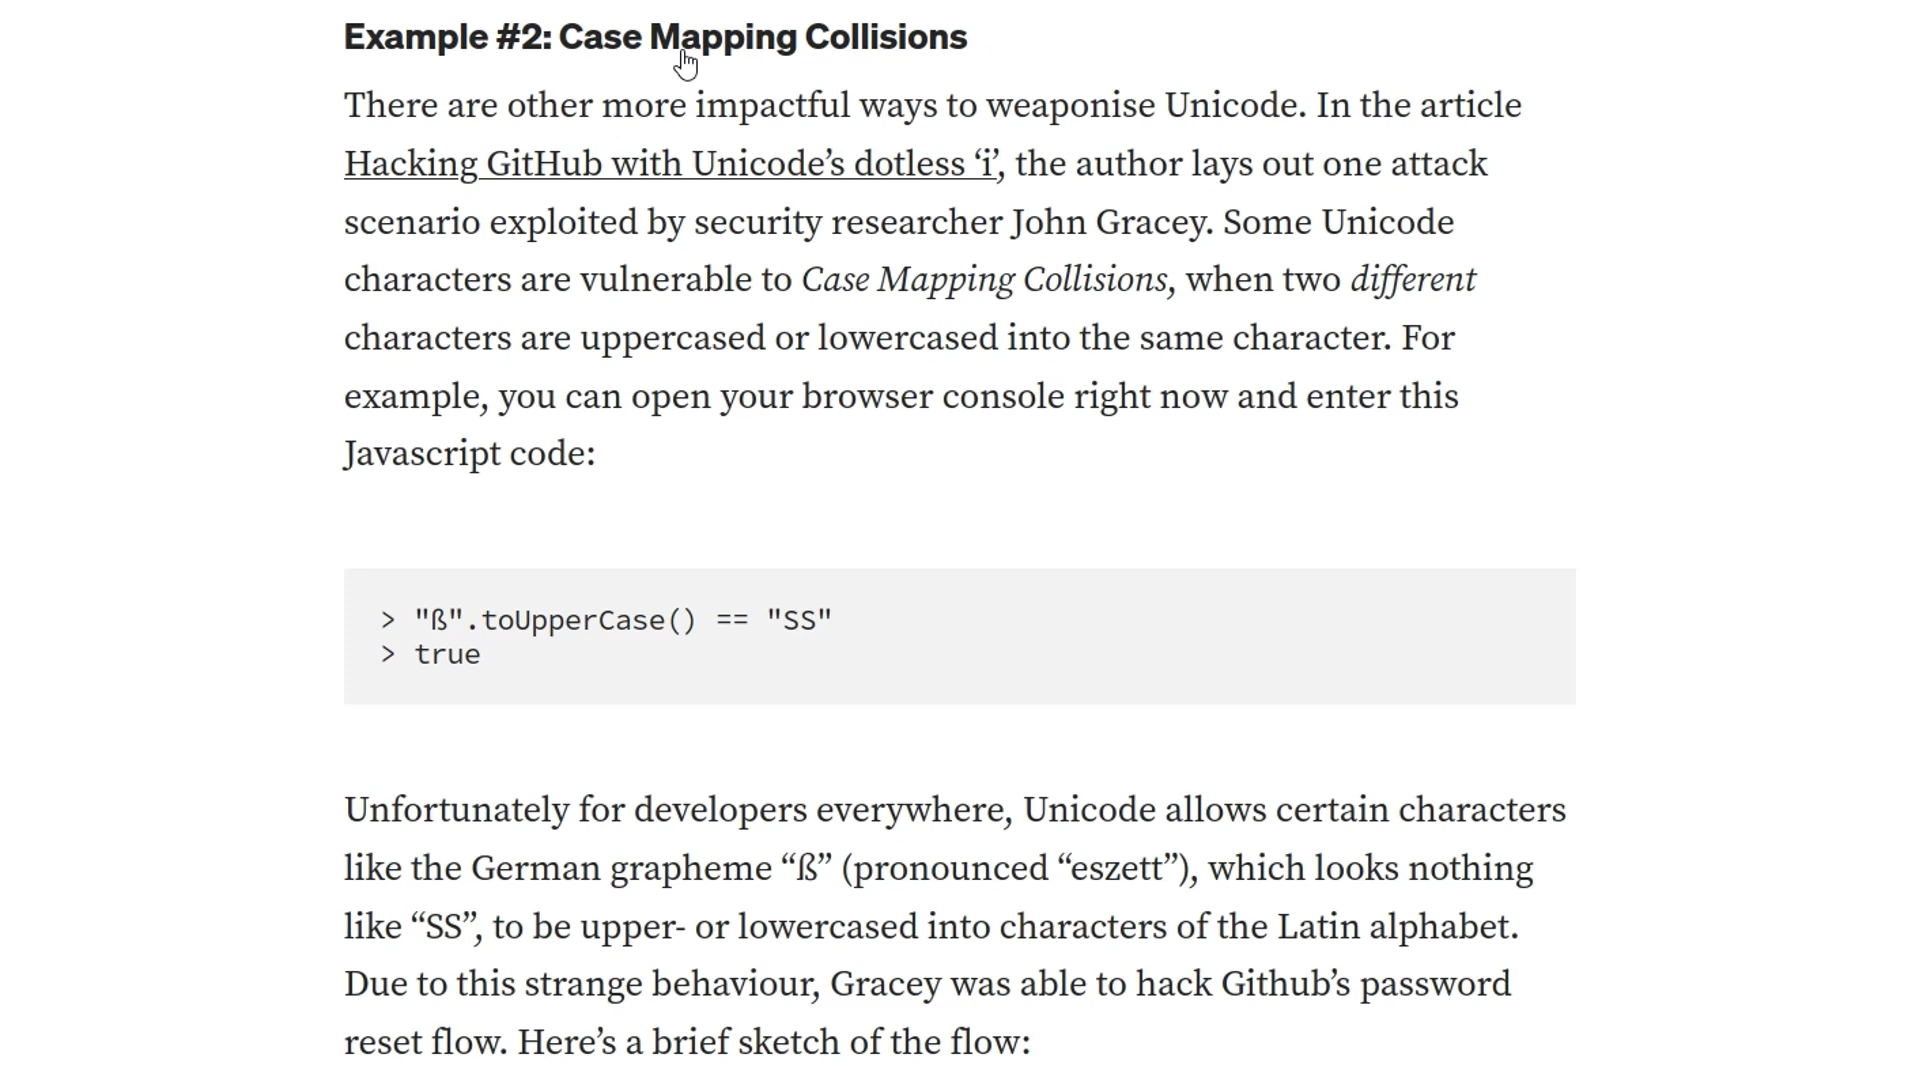 Example #2: Case Mapping Collisions
There are other more impactful ways to weaponise Unicode. In the article
Hacking GitHub with Unicode’s dotless ‘i’, the author lays out one attack
scenario exploited by security researcher John Gracey. Some Unicode
characters are vulnerable to Case Mapping Collisions, when two different
characters are uppercased or lowercased into the same character. For
example, you can open your browser console right now and enter this
Javascript code:
> "ß".toUpperCase() == "SS"
> true
Unfortunately for developers everywhere, Unicode allows certain characters
like the German grapheme “ß” (pronounced “eszett”), which looks nothing
like “SS”, to be upper- or lowercased into characters of the Latin alphabet.
Due to this strange behaviour, Gracey was able to hack Github’s password
reset flow. Here’s a brief sketch of the flow: